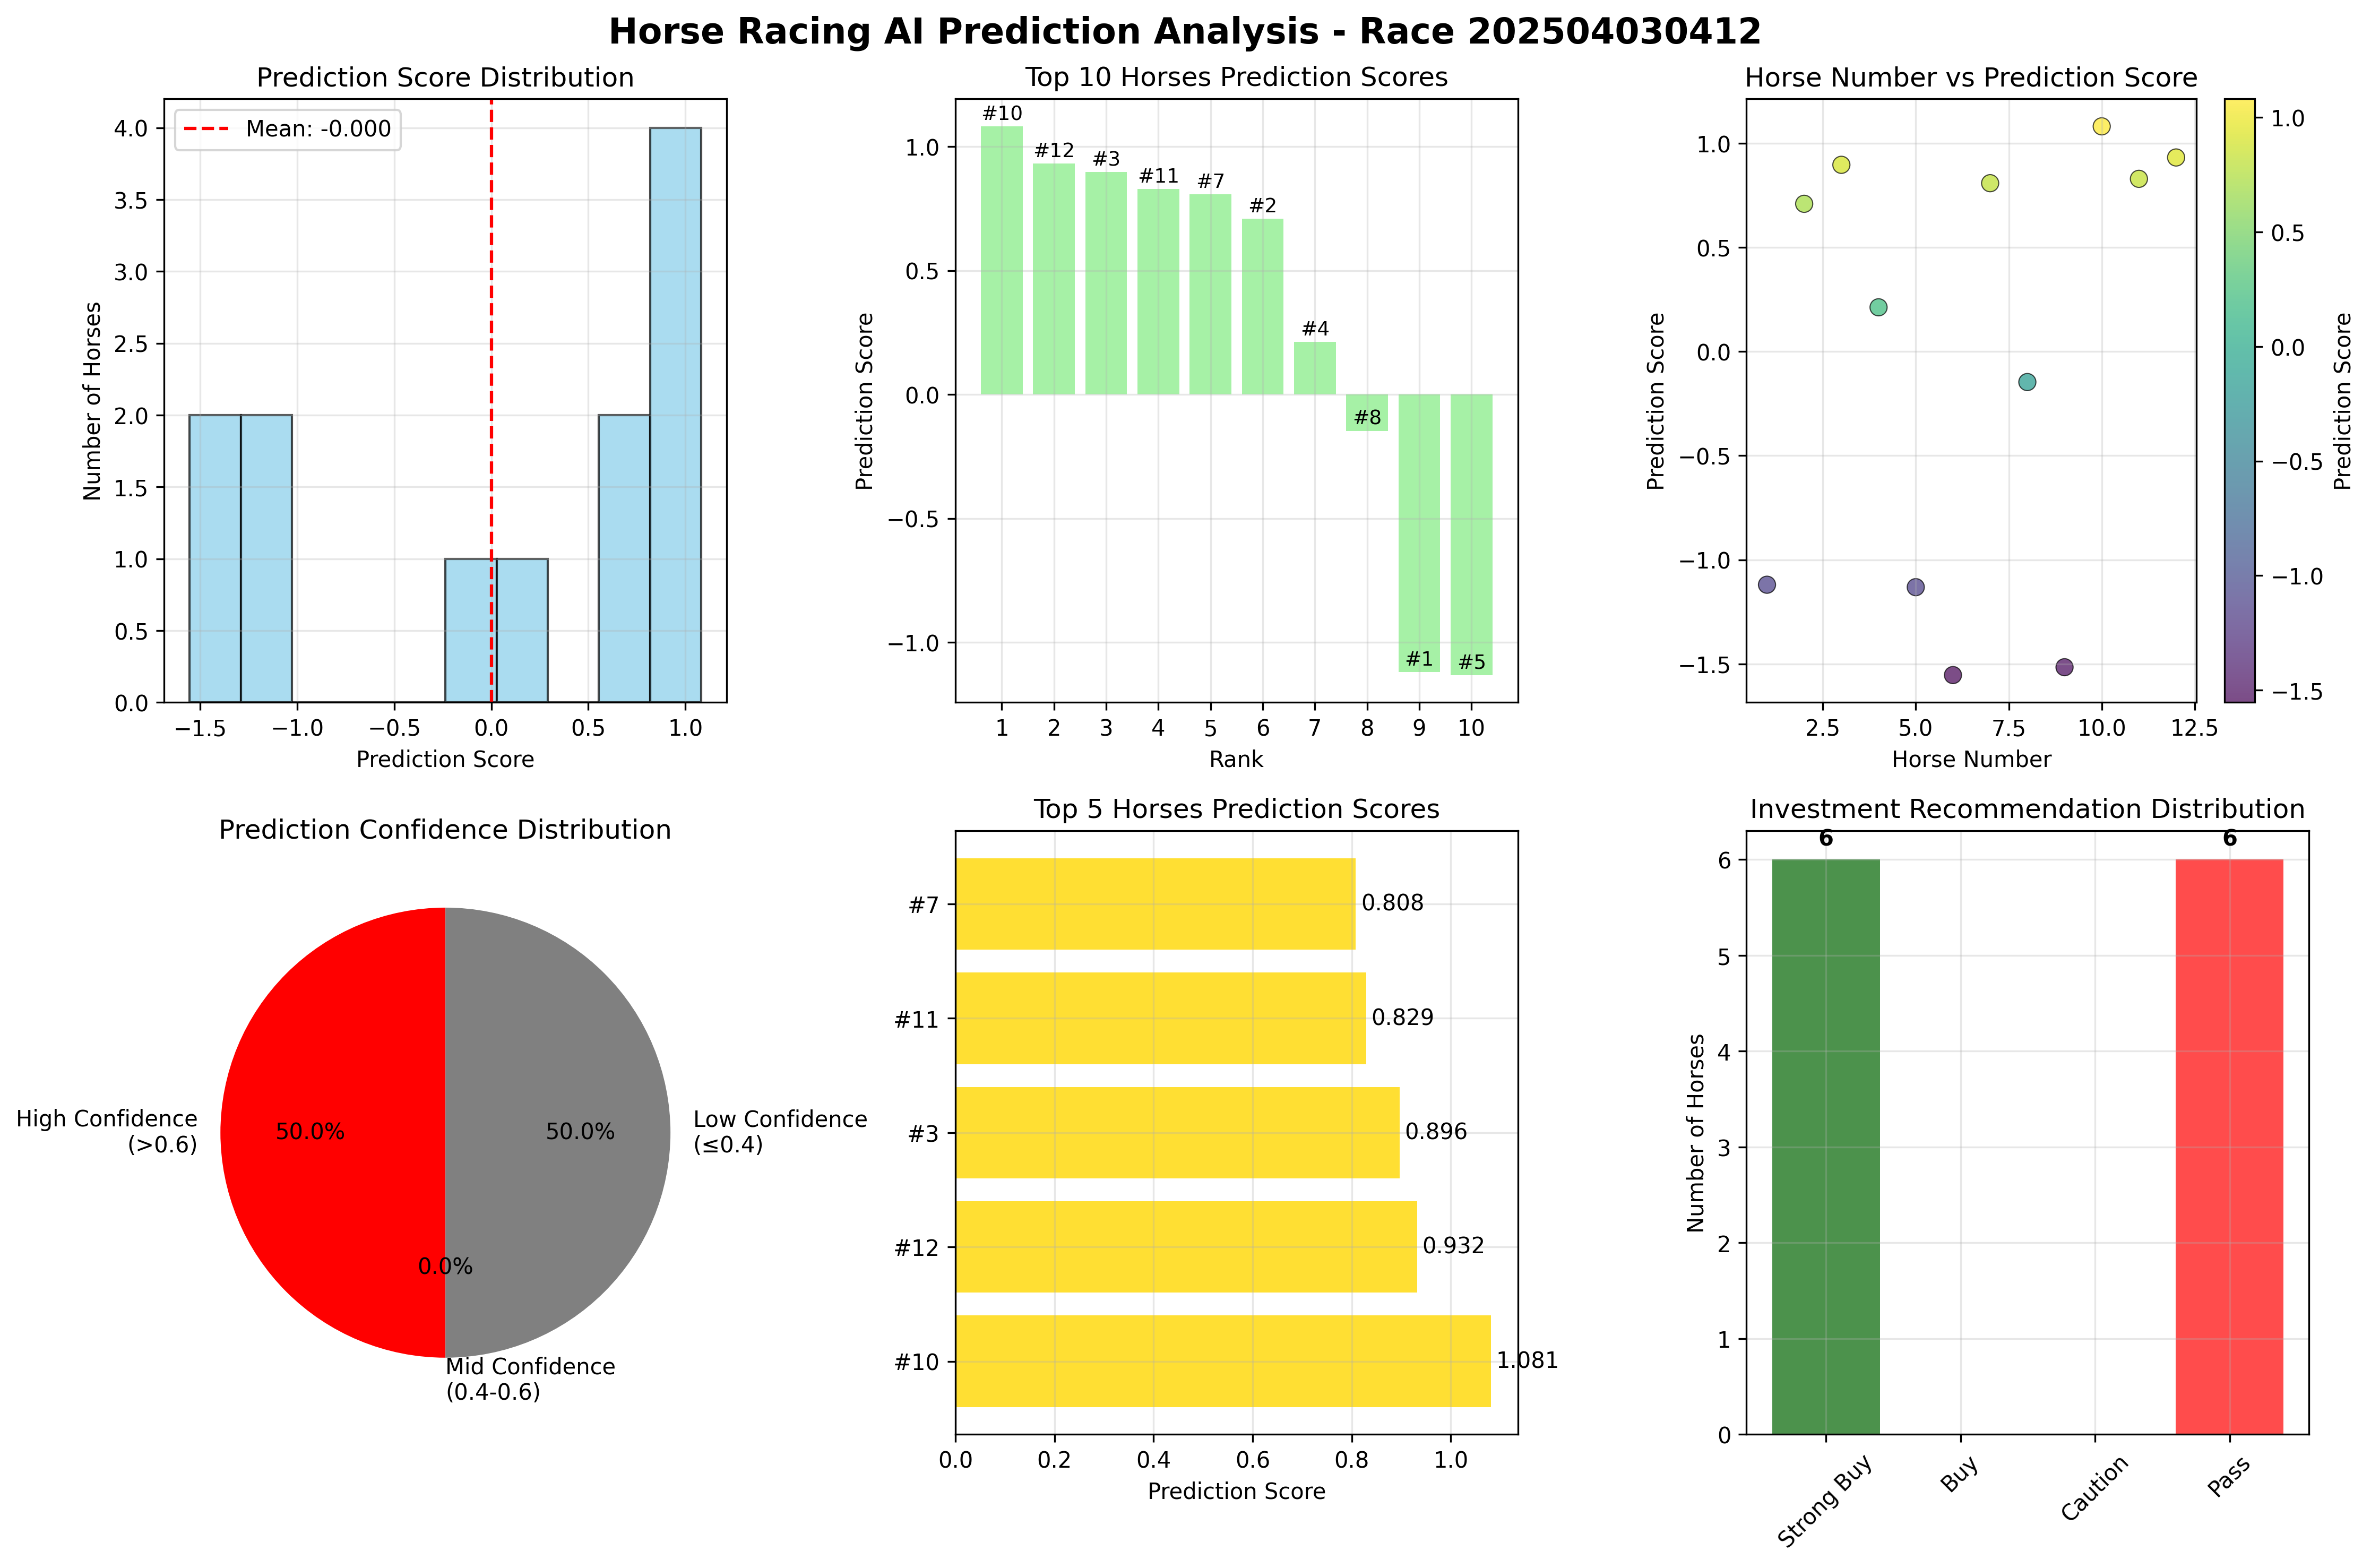 Horse Racing AI Prediction Analysis - Race 202504030412
Prediction Score Distribution
Mean: -0.000
Number of Horses
4.0
3.5
3.0
2.5
2.0
1.5
1.0
0.5
0.0
−1.5 −1.0 −0.5 0.0 0.5 1.0
Prediction Score
Top 10 Horses Prediction Scores
Prediction Score
1.0
0.5
0.0
−0.5
−1.0
#10
#12
#3
#11
#7
#2
#4
#8
#1
#5
1 2 3 4 5 6 7 8 9 10
Rank
Horse Number vs Prediction Score
Prediction Score
1.0
0.5
0.0
−0.5
−1.0
−1.5
2.5 5.0 7.5 10.0 12.5
Horse Number
1.0
0.5
0.0
−0.5
−1.0
−1.5
Prediction Score
Prediction Confidence Distribution
High Confidence
(>0.6)
50.0%
50.0%
Low Confidence
(≤0.4)
0.0%
Mid Confidence
(0.4-0.6)
Top 5 Horses Prediction Scores
#7 0.808
#11 0.829
#3 0.896
#12 0.932
#10 1.081
0.0 0.2 0.4 0.6 0.8 1.0
Prediction Score
Investment Recommendation Distribution
Number of Horses
6 6
6
5
4
3
2
1
0
Strong Buy
Buy
Caution
Pass